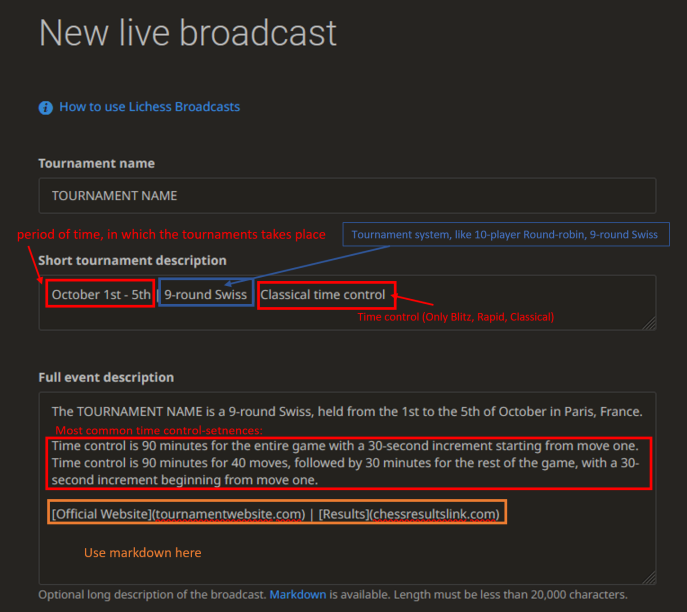 New live broadcast
How to use Lichess Broadcasts
Tournament name
TOURNAMENT NAME
period of time, in which the tournaments takes place
Tournament system, like 10-player Round-robin, 9-round Swiss
Short tournament description
October 1st - 5th | 9-round Swiss | Classical time control
Time control (Only Blitz, Rapid, Classical)
Full event description
The TOURNAMENT NAME is a 9-round Swiss, held from the 1st to the 5th of October in Paris, France.
Most common time control-setnences:
Time control is 90 minutes for the entire game with a 30-second increment starting from move one.
Time control is 90 minutes for 40 moves, followed by 30 minutes for the rest of the game, with a 30-
second increment beginning from move one.
[Official Website](tournamentwebsite.com) | [Results](chessresultslink.com)
Use markdown here
Optional long description of the broadcast. Markdown is available. Length must be less than 20,000 characters.